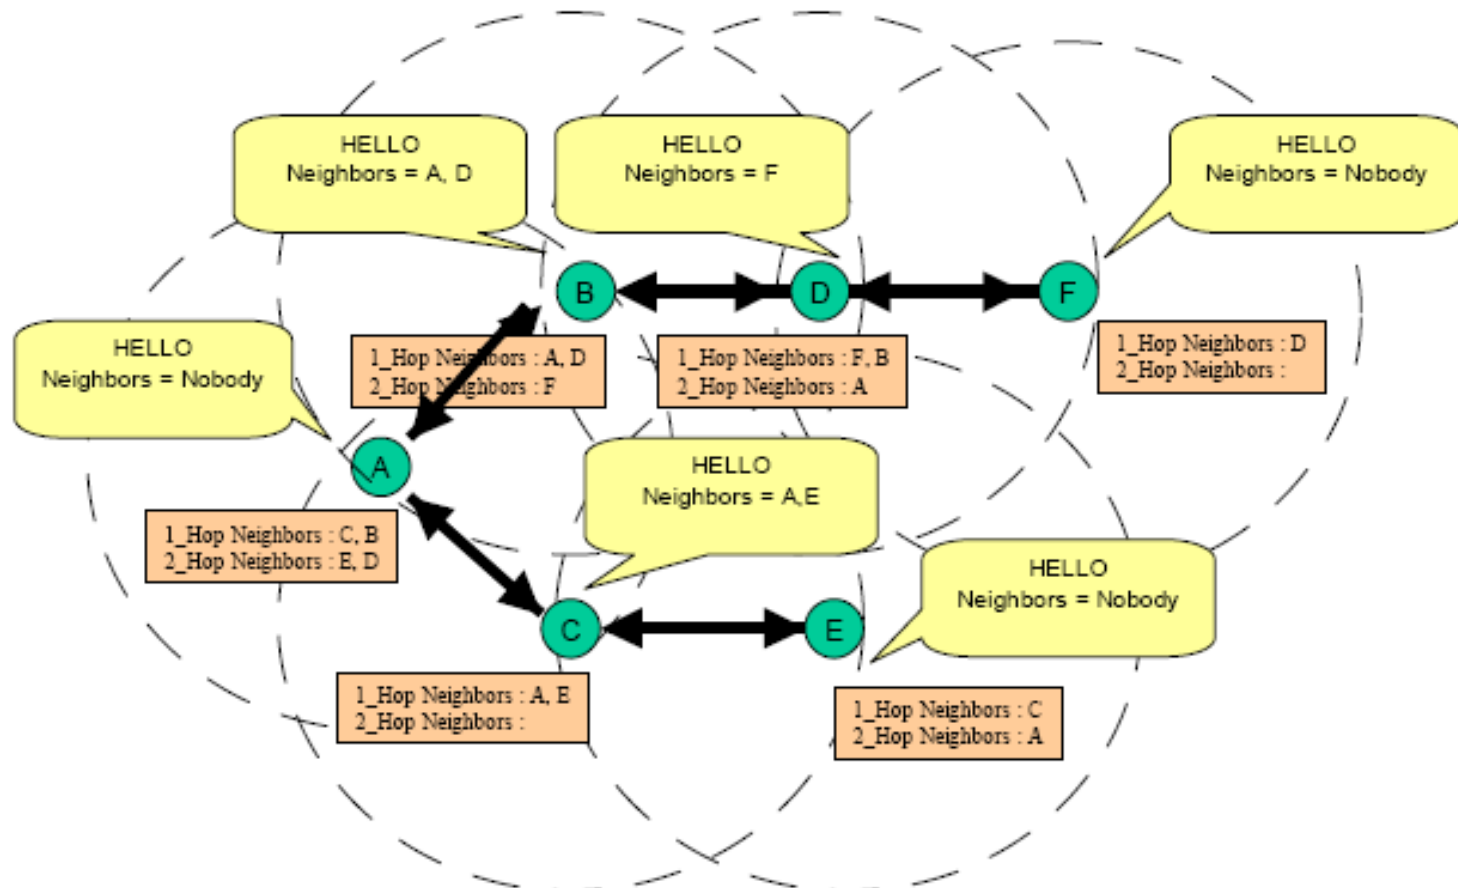 HELLO
Neighbors = A, D
HELLO
Neighbors = F
HELLO
Neighbors = Nobody
B
D
F
HELLO
Neighbors = Nobody
1_Hop Neighbors : A, D
2_Hop Neighbors : F
1_Hop Neighbors : F, B
2_Hop Neighbors : A
1_Hop Neighbors : D
2_Hop Neighbors :
A
HELLO
Neighbors = A,E
1_Hop Neighbors : C, B
2_Hop Neighbors : E, D
HELLO
Neighbors = Nobody
C
E
1_Hop Neighbors : A, E
2_Hop Neighbors :
1_Hop Neighbors : C
2_Hop Neighbors : A